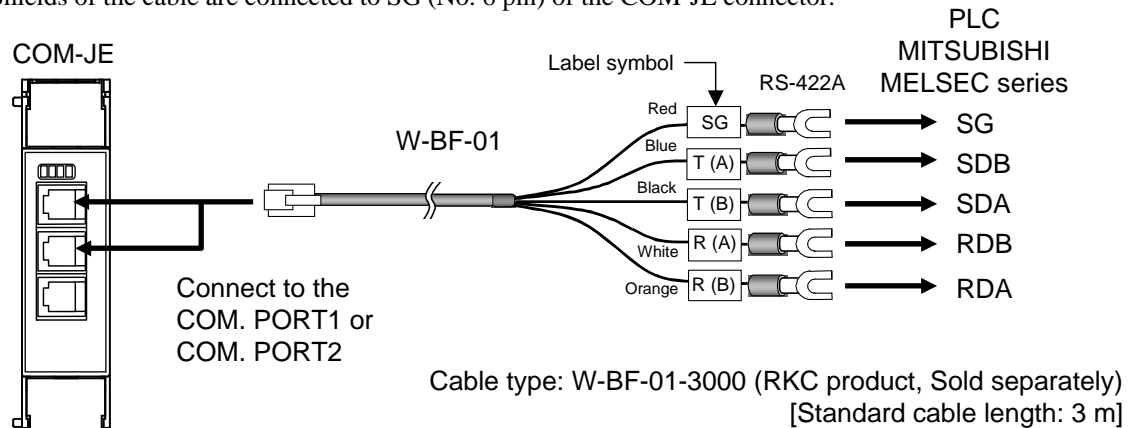 Shields of the cable are connected to SG (No. 6 pin) of the COM-JE connector.
PLC
MITSUBISHI
MELSEC series
COM-JE
Label symbol
RS-422A
W-BF-01
Red
SG
SG
Blue
T (A)
SDB
Black
T (B)
SDA
White
R (A)
RDB
Orange
R (B)
RDA
Connect to the
COM. PORT1 or
COM. PORT2
Cable type: W-BF-01-3000 (RKC product, Sold separately)
[Standard cable length: 3 m]